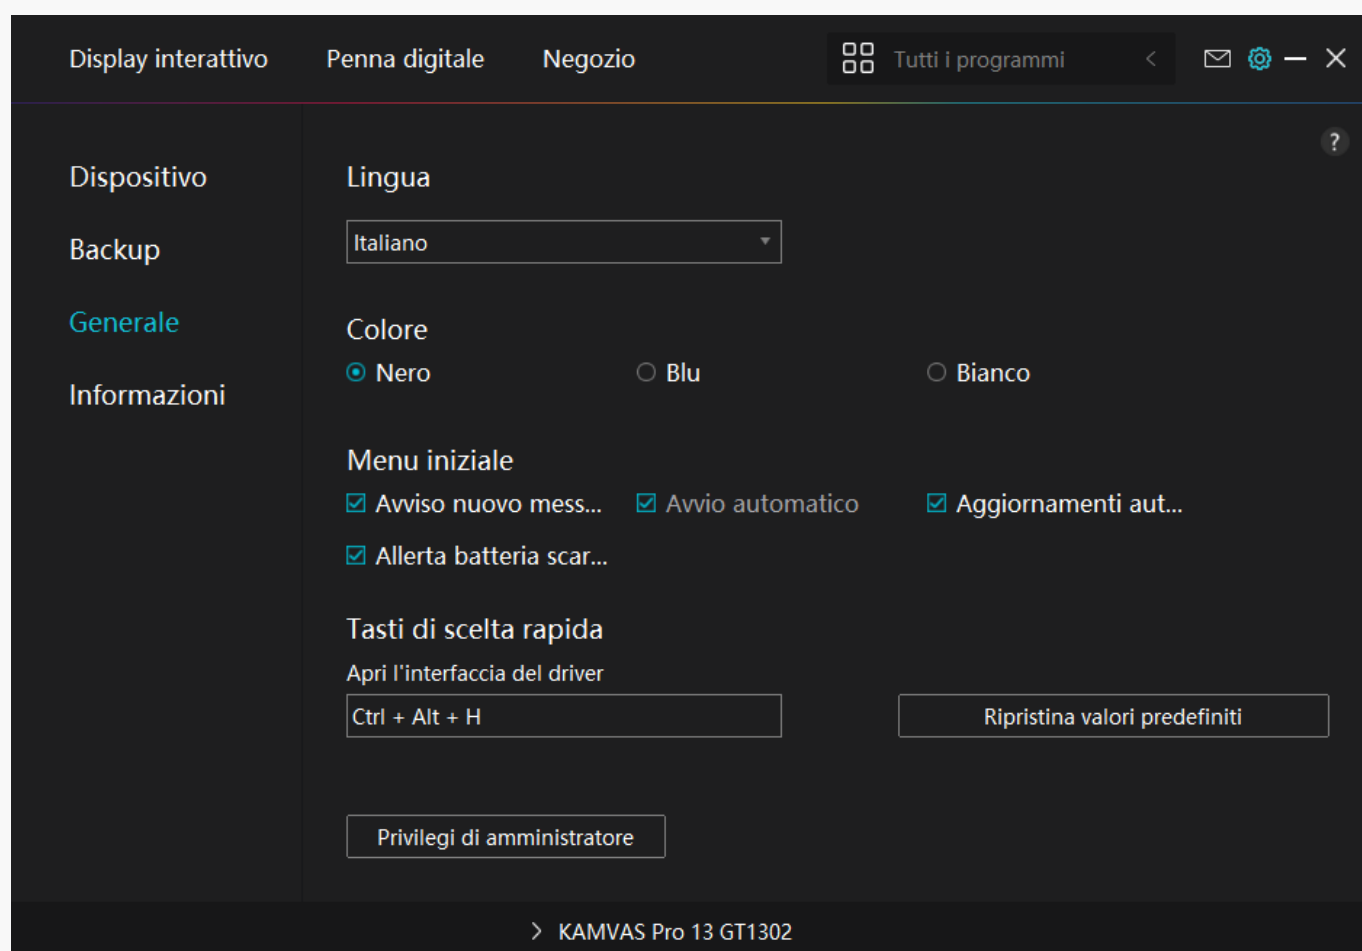 Display interattivo
Penna digitale
Negozio
Tutti i programmi
?
Dispositivo
Backup
Generale
Informazioni
Lingua
Italiano
Colore
Nero
Blu
Bianco
Menu iniziale
Avviso nuovo mess...
Avvio automatico
Aggiornamenti aut...
Allerta batteria scar...
Tasti di scelta rapida
Apri l'interfaccia del driver
Ctrl + Alt + H
Ripristina valori predefiniti
Privilegi di amministratore
KAMVAS Pro 13 GT1302